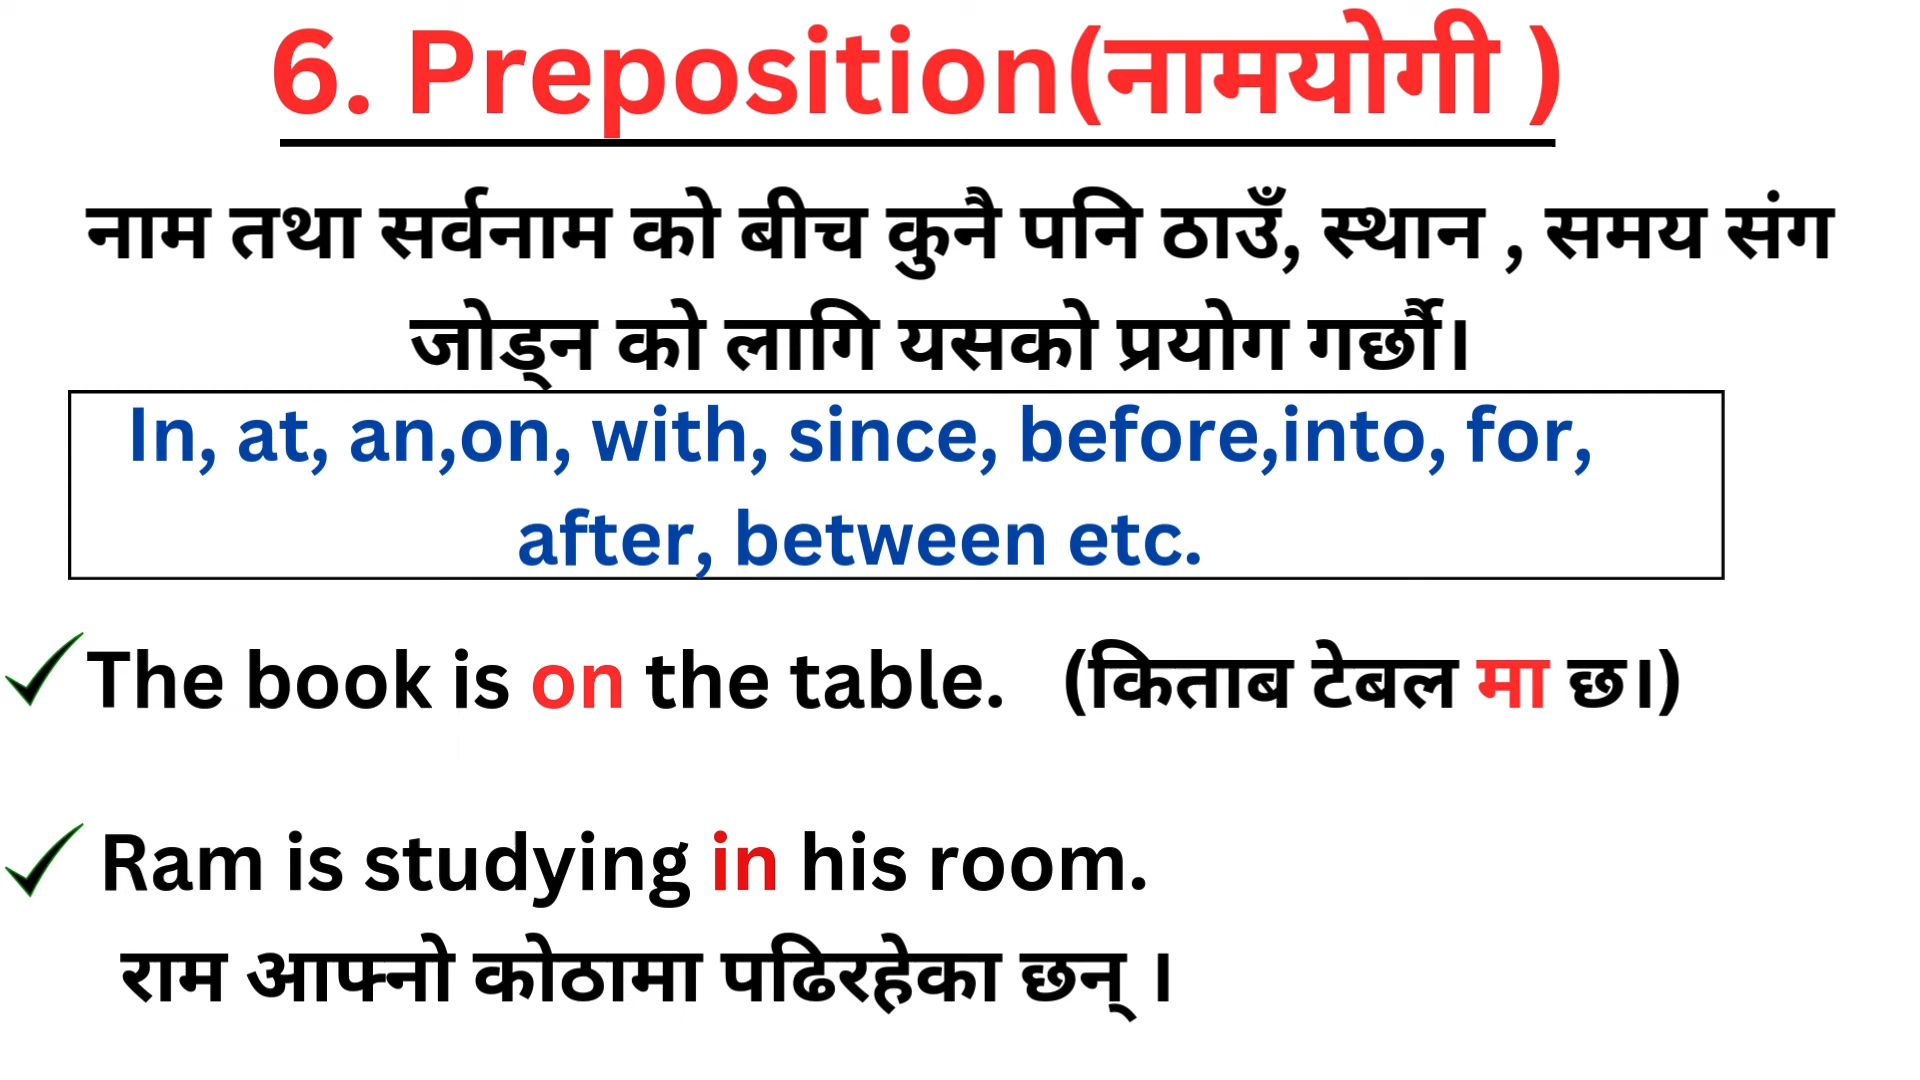 6. Preposition(नामयोगी )
नाम तथा सर्वनाम को बीच कुनै पनि ठाउँ, स्थान , समय संग
जोड्न को लागि यसको प्रयोग गर्छौ।
In, at, an,on, with, since, before,into, for,
after, between etc.
The book is on the table. (किताब टेबल मा छ।)
Ram is studying in his room.
राम आफ्नो कोठामा पढिरहेका छन् ।